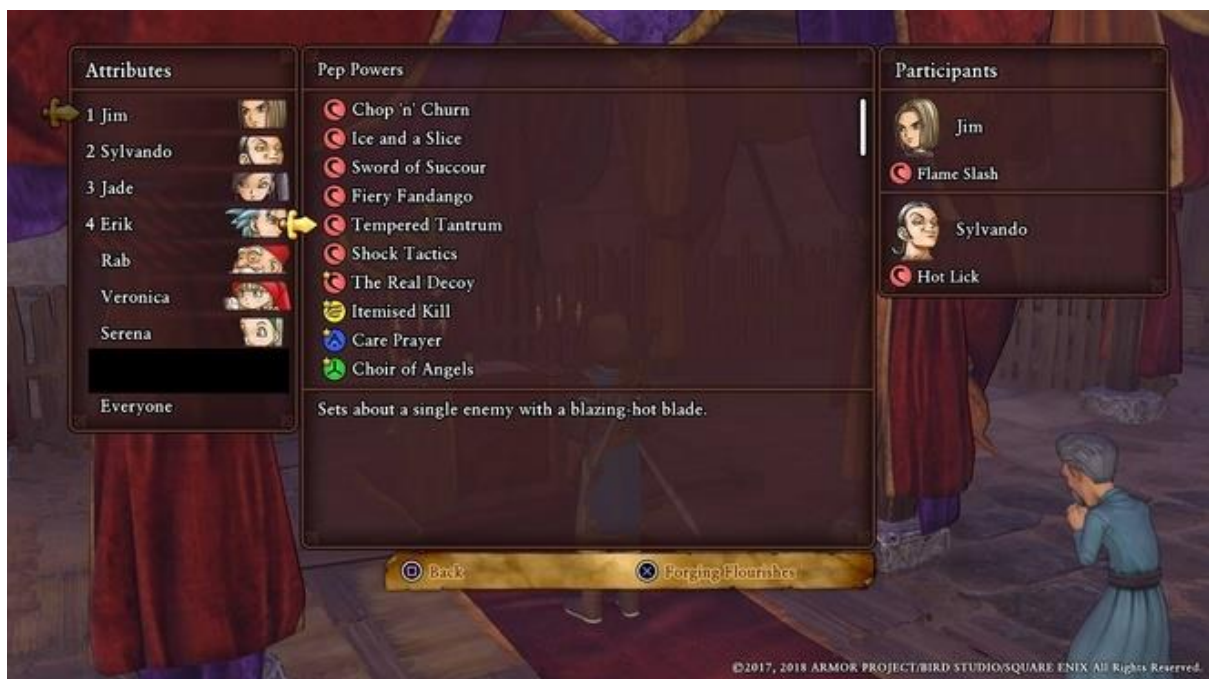 Attributes
1 Jim
2 Sylvando
3 Jade
4 Erik
Rab
Veronica
Serena
Everyone
Pep Powers
Chop 'n' Churn
Ice and a Slice
Sword of Succour
Fiery Fandango
Tempered Tantrum
Shock Tactics
The Real Decoy
Itemised Kill
Care Prayer
Choir of Angels
Sets about a single enemy with a blazing-hot blade.
Participants
Jim
Flame Slash
Sylvando
Hot Lick
Back
Forging Flourishes
©2017, 2018 ARMOR PROJECT/BIRD STUDIO/SQUARE ENIX All Rights Reserved.